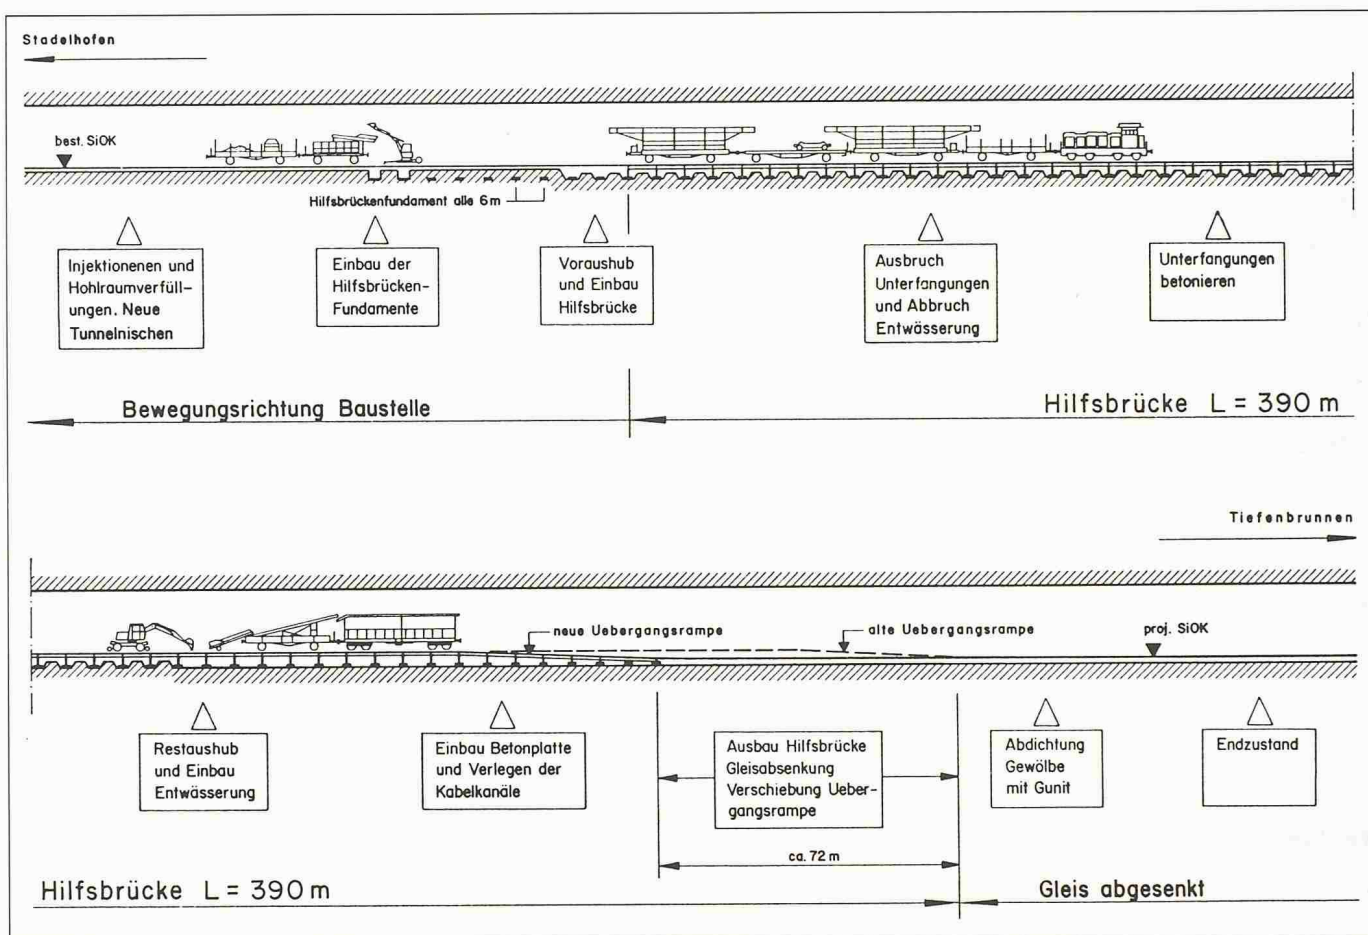 Stadelhofen
best. SiOK
Hilfsbrückenfundament alle 6 m
Injektionenen und
Hohlraumverfüll-
ungen. Neue
Tunnelnischen
Einbau der
Hilfsbrücken-
Fundamente
Voraushub
und Einbau
Hilfsbrücke
Ausbruch
Unterfangungen
und Abbruch
Entwässerung
Unterfangungen
betonieren
Bewegungsrichtung Baustelle
Hilfsbrücke L = 390 m
Tiefenbrunnen
neue Uebergangsrampe
alte Uebergangsrampe
proj. SiOK
Restaushub
und Einbau
Entwässerung
Einbau Betonplatte
und Verlegen der
Kabelkanäle
Ausbau Hilfsbrücke
Gleisabsenkung
Verschiebung Ueber-
gangsrampe
Abdichtung
Gewölbe
mit Gunit
Endzustand
ca. 72 m
Hilfsbrücke L = 390 m
Gleis abgesenkt